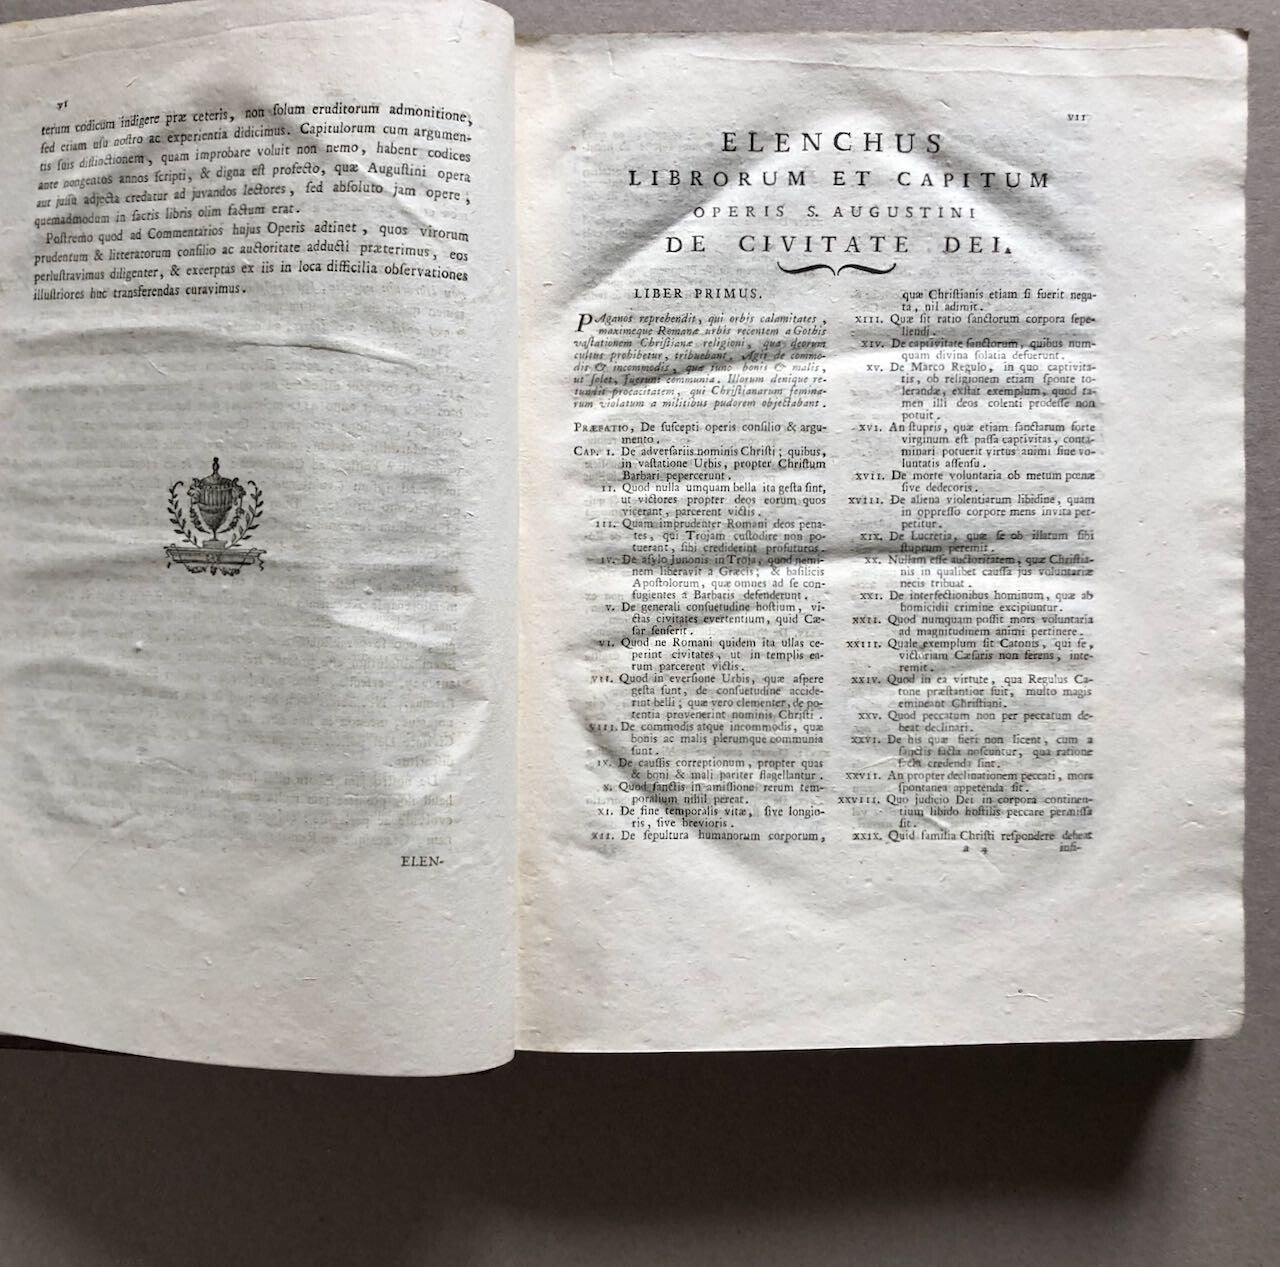 VI
terum codicum indigere præ ceteris, non ſolum eruditorum admonitione,
ſed etiam uſu noſtro ac experientia didicimus. Capitulorum cum argumen-
tis ſuis diſtinctionem, quam improbare voluit non nemo, habent codices
ante nongentos annos ſcripti, & digna eſt profecto, quæ Auguſtini opera
aut juſſu adjecta credatur ad juvandos lectores, ſed abſoluto jam opere,
quemadmodum in ſacris libris olim factum erat.
Poſtremo quod ad Commentarios hujus Operis adtinet, quos virorum
prudentum & litteratorum conſilio ac auctoritate adducti præterimus, eos
perluſtravimus diligenter, & excerptas ex iis in loca difficilia obſervationes
illuſtriores huc transferendas curavimus.
ELEN-
VII
ELENCHUS
LIBRORUM ET CAPITUM
OPERIS S. AUGUSTINI
DE CIVITATE DEI.
LIBER PRIMUS.
PAganos reprehendit, qui orbis calamitates,
maximeque Romanæ urbis recentem a Gothis
vaſtationem Chriſtianæ religioni, qua deorum
cultus prohibetur, tribuebant. Agit de commo-
dis & incommodis, quæ tunc bonis & malis,
ut ſolet, fuerunt communia. Illorum denique re-
tundit procacitatem, qui Chriſtianarum femina-
rum violatum a militibus pudorem objectabant.
PRÆFATIO, De ſuſcepti operis conſilio & argu-
mento.
CAP. I. De adverſariis nominis Chriſti; quibus,
in vaſtatione Urbis, propter Chriſtum
Barbari pepercerunt.
II. Quod nulla umquam bella ita geſta ſint,
ut victores propter deos eorum quos
vicerant, parcerent victis.
III. Quam imprudenter Romani deos pena-
tes, qui Trojam cuſtodire non po-
tuerant, ſibi crediderint profuturos.
IV. De aſylo Junonis in Troja, quod nemi-
nem liberavit a Græcis; & baſilicis
Apoſtolorum, quæ omnes ad ſe con-
fugientes a Barbaris defenderunt.
V. De generali conſuetudine hoſtium, vi-
ctas civitates evertentium, quid Cæ-
ſar ſenſerit.
VI. Quod ne Romani quidem ita ullas ce-
perint civitates, ut in templis ea-
rum parcerent victis.
VII. Quod in everſione Urbis, quæ aſpere
geſta ſunt, de conſuetudine accide-
rint belli; quæ vero clementer, de po-
tentia provenerint nominis Chriſti.
VIII. De commodis atque incommodis, quæ
bonis ac malis plerumque communia
ſunt.
IX. De cauſſis correptionum, propter quas
& boni & mali pariter flagellantur.
X. Quod ſanctis in amiſſione rerum tem-
poralium nihil pereat.
XI. De fine temporalis vitæ, ſive longio-
ris, ſive brevioris.
XII. De ſepultura humanorum corporum,
quæ Chriſtianis etiam ſi fuerit nega-
ta, nil adimit.
XIII. Quæ ſit ratio ſanctorum corpora ſepe-
liendi.
XIV. De captivitate ſanctorum, quibus num-
quam divina ſolatia defuerunt.
XV. De Marco Regulo, in quo captivita-
tis, ob religionem etiam ſponte to-
lerandæ, exſtat exemplum, quod ta-
men illi deos colenti prodeſſe non
potuit.
XVI. An ſtupris, quæ etiam ſanctarum forte
virginum eſt paſſa captivitas, conta-
minari potuerit virtus animi ſine vo-
luntatis aſſenſu.
XVII. De morte voluntaria ob metum pœnæ
ſive dedecoris.
XVIII. De aliena violentiarum libidine, quam
in oppreſſo corpore mens invita per-
petitur.
XIX. De Lucretia, quæ ſe ob illatum ſibi
ſtuprum peremit.
XX. Nullam eſſe auctoritatem, quæ Chriſtia-
nis in qualibet cauſſa jus voluntariæ
necis tribuat.
XXI. De interfectionibus hominum, quæ ab
homicidii crimine excipiuntur.
XXII. Quod numquam poſſit mors voluntaria
ad magnitudinem animi pertinere.
XXIII. Quale exemplum ſit Catonis, qui ſe,
victoriam Cæſaris non ferens, inte-
remit.
XXIV. Quod in ea virtute, qua Regulus Ca-
tone præſtantior fuit, multo magis
emineant Chriſtiani.
XXV. Quod peccatum non per peccatum de-
beat declinari.
XXVI. De his quæ fieri non licent, cum a
ſanctis facta noſcuntur, qua ratione
facta credenda ſint.
XXVII. An propter declinationem peccati, mors
ſpontanea appetenda ſit.
XXVIII. Quo judicio Dei in corpora continen-
tium libido hoſtilis peccare permiſſa
ſit.
XXIX. Quid familia Chriſti reſpondere debeat
a 4
infi-